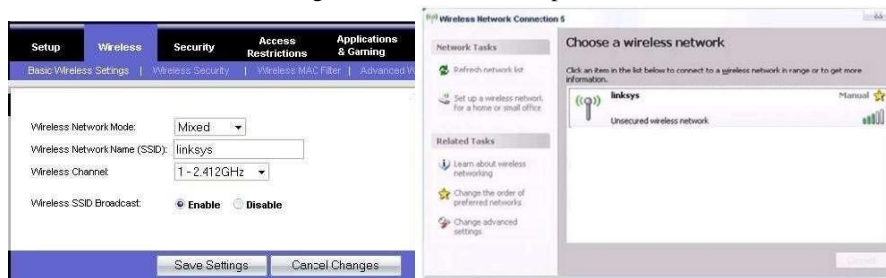 Setup Wireless Security Access Restrictions Applications & Gaming
Basic Wireless Settings | Wireless Security | Wireless MAC Filter | Advanced W
Wireless Network Mode: Mixed
Wireless Network Name (SSID): linksys
Wireless Channel: 1 - 2.412GHz
Wireless SSID Broadcast: Enable Disable
Save Settings Cancel Changes
Wireless Network Connection 5
Network Tasks
Refresh network list
Set up a wireless network
for a home or small office
Related Tasks
Learn about wireless
networking
Change the order of
preferred networks
Change advanced
settings
Choose a wireless network
Click an item in the list below to connect to a wireless network in range or to get more
information.
linksys Manual
Unsecured wireless network